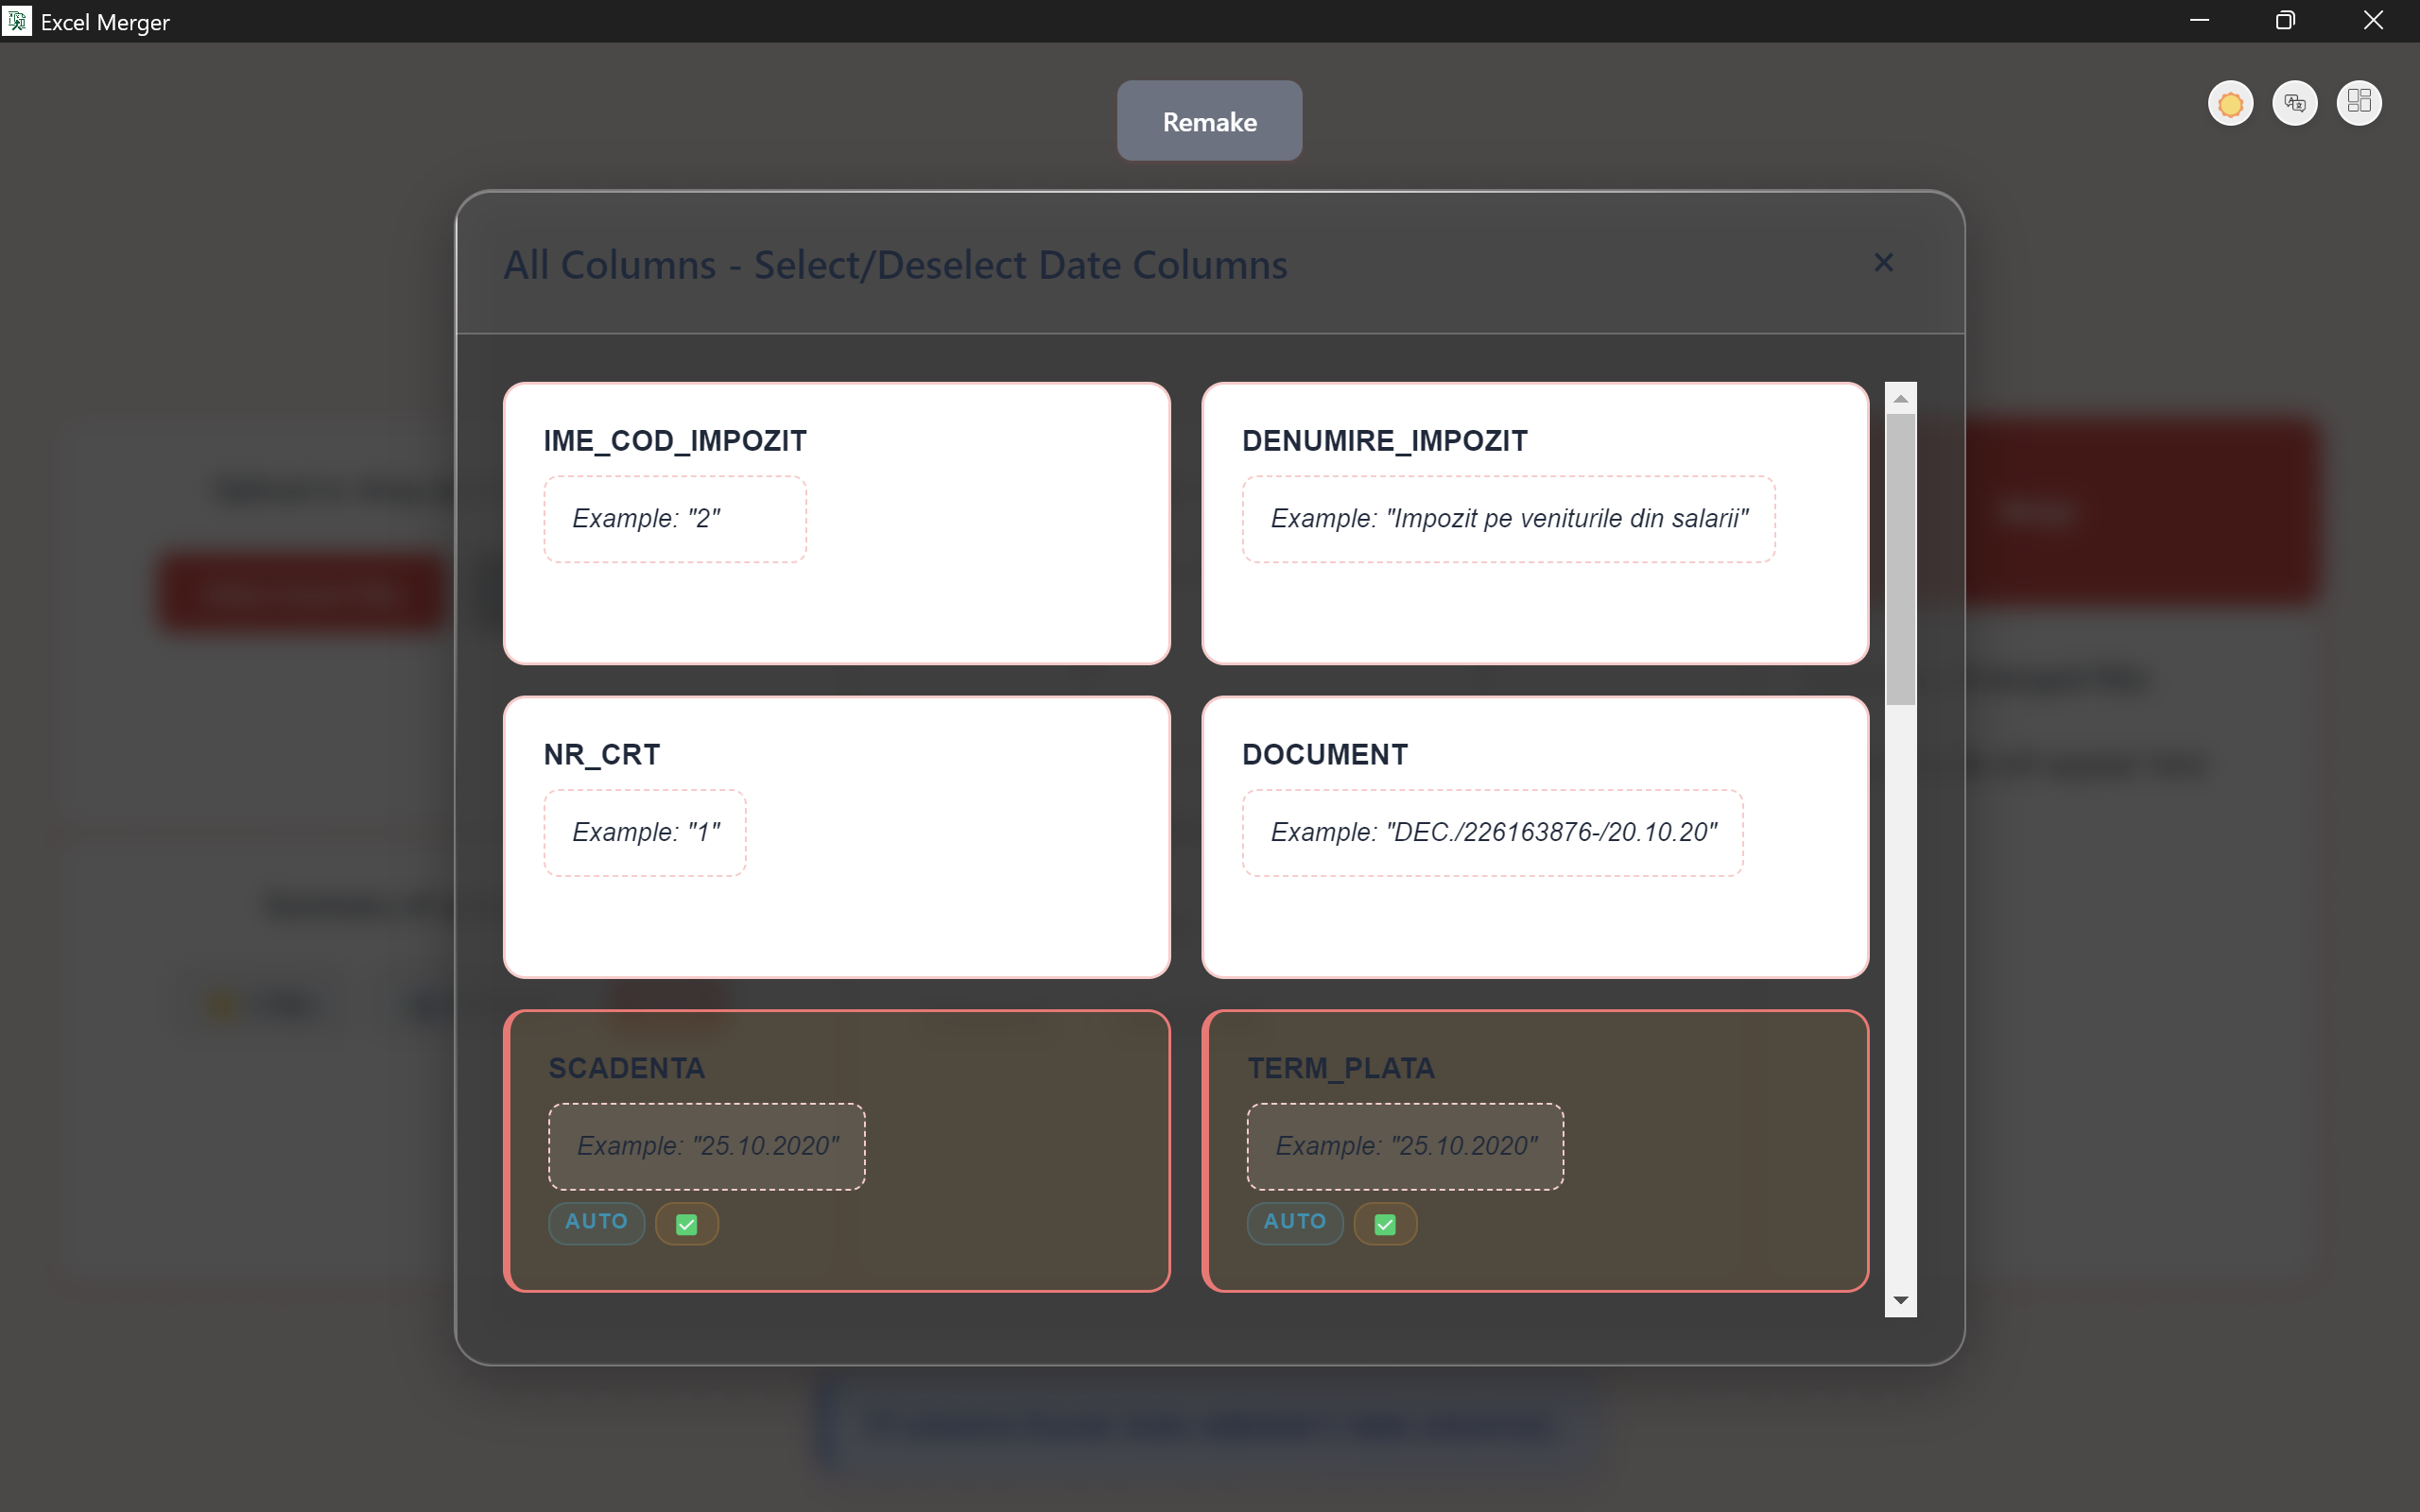 Excel Merger
Remake
All Columns - Select/Deselect Date Columns
IME_COD_IMPOZIT
Example: "2"
DENUMIRE_IMPOZIT
Example: "Impozit pe veniturile din salarii"
NR_CRT
Example: "1"
DOCUMENT
Example: "DEC./226163876-/20.10.20"
SCADENTA
Example: "25.10.2020"
AUTO
TERM_PLATA
Example: "25.10.2020"
AUTO